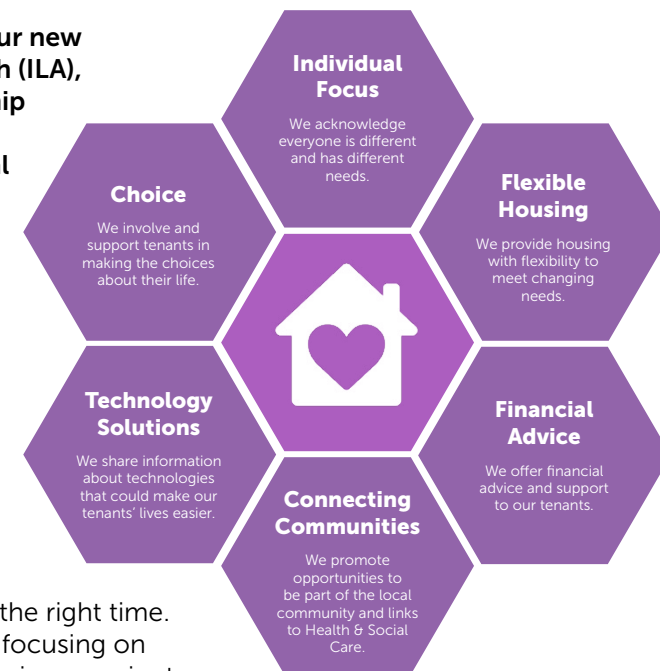 ur new
h (ILA),
ip
l
Individual
Focus
We acknowledge
everyone is different
and has different
needs.
Flexible
Housing
We provide housing
with flexibility to
meet changing
needs.
Financial
Advice
We offer financial
advice and support
to our tenants.
Connecting
Communities
We promote
opportunities to
be part of the local
community and links
to Health & Social
Care.
Technology
Solutions
We share information
about technologies
that could make our
tenants’ lives easier.
Choice
We involve and
support tenants in
making the choices
about their life.
the right time.
focusing on